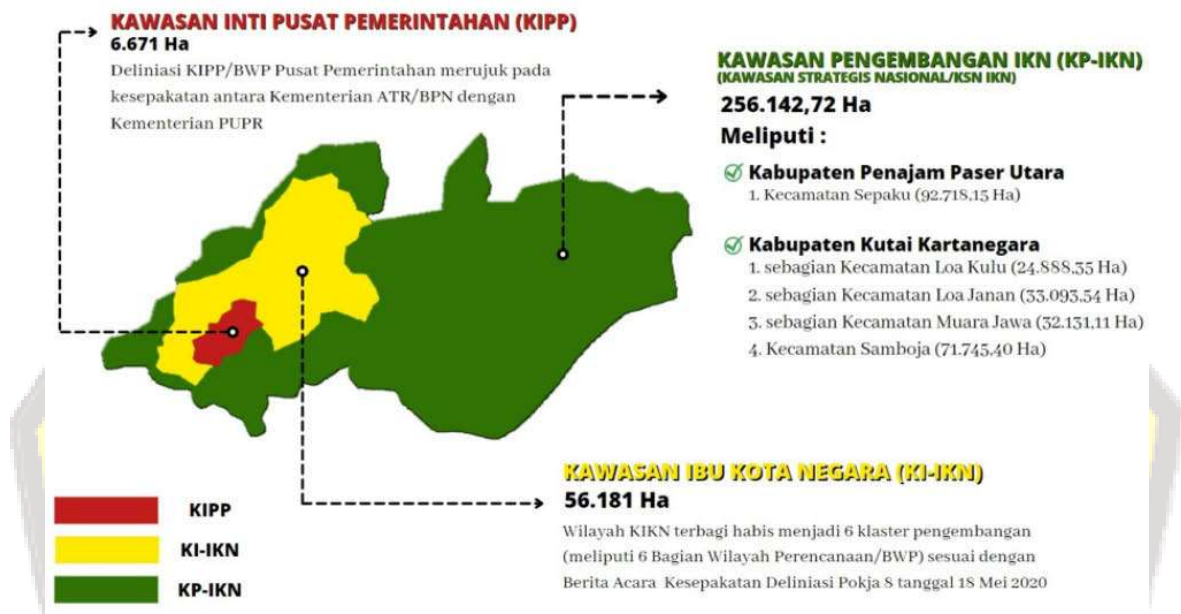 KAWASAN INTI PUSAT PEMERINTAHAN (KIPP)
6.671 Ha
Deliniasi KIPP/BWP Pusat Pemerintahan merujuk pada
kesepakatan antara Kementerian ATR/BPN dengan
Kementerian PUPR
KAWASAN PENGEMBANGAN IKN (KP-IKN)
(KAWASAN STRATEGIS NASIONAL/KSN IKN)
256.142,72 Ha
Meliputi :
Kabupaten Penajam Paser Utara
1. Kecamatan Sepaku (92.718,15 Ha)
Kabupaten Kutai Kartanegara
1. sebagian Kecamatan Loa Kulu (24.888,35 Ha)
2. sebagian Kecamatan Loa Janan (33.093,54 Ha)
3. sebagian Kecamatan Muara Jawa (32.131,11 Ha)
4. Kecamatan Samboja (71.745,40 Ha)
KAWASAN IBU KOTA NEGARA (KI-IKN)
56.181 Ha
Wilayah KIKN terbagi habis menjadi 6 klaster pengembangan
(meliputi 6 Bagian Wilayah Perencanaan/BWP) sesuai dengan
Berita Acara Kesepakatan Deliniasi Pokja 8 tanggal 18 Mei 2020
KIPP
KI-IKN
KP-IKN